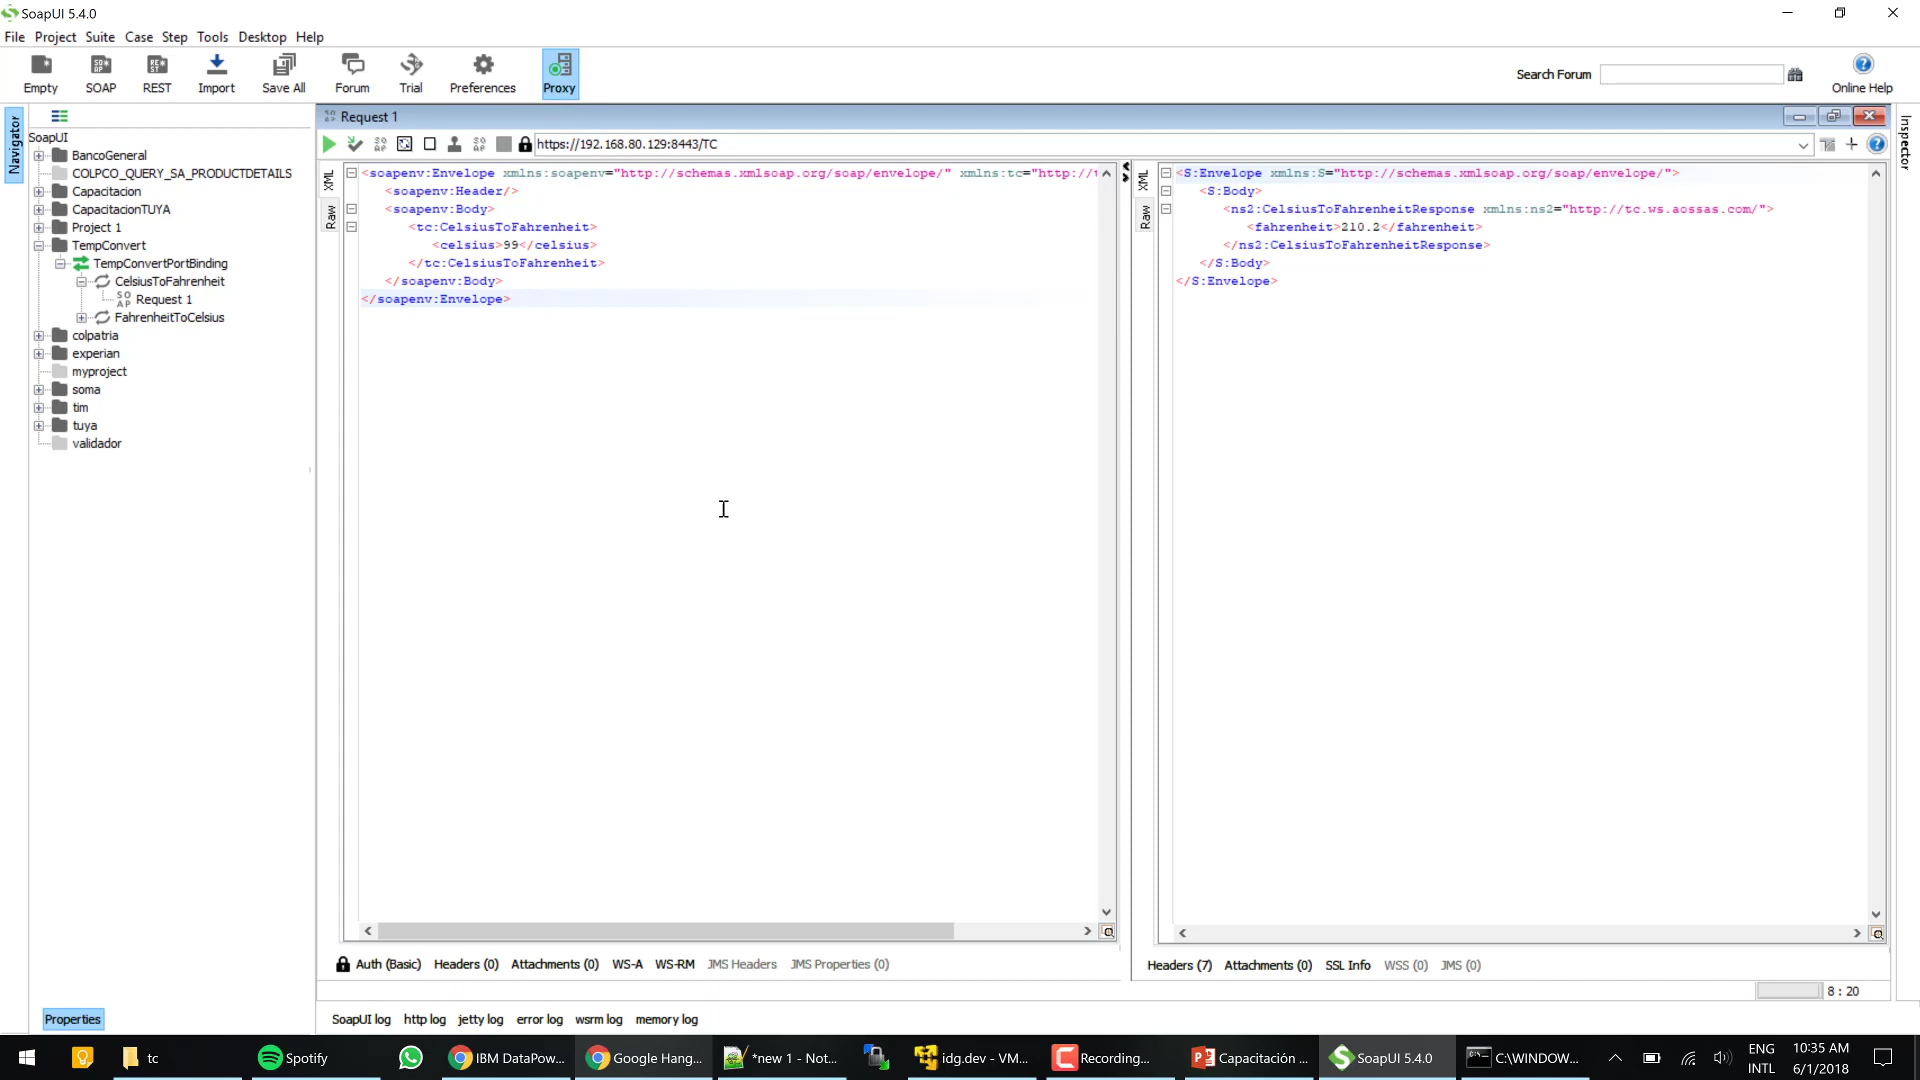 SoapUI 5.4.0
File Project Suite Case Step Tools Desktop Help
Empty SOAP REST Import Save All Forum Trial Preferences Proxy
Search Forum
Online Help
Navigator
SoapUI
BancoGeneral
COLPCO_QUERY_SA_PRODUCTDETAILS
Capacitacion
CapacitacionTUYA
Project 1
TempConvert
TempConvertPortBinding
CelsiusToFahrenheit
Request 1
FahrenheitToCelsius
colpatria
experian
myproject
soma
tim
tuya
validador
Properties
Request 1
https://192.168.80.129:8443/TC
XML
Raw
<soapenv:Envelope xmlns:soapenv="http://schemas.xmlsoap.org/soap/envelope/" xmlns:tc="http://t
<soapenv:Header/>
<soapenv:Body>
<tc:CelsiusToFahrenheit>
<celsius>99</celsius>
</tc:CelsiusToFahrenheit>
</soapenv:Body>
</soapenv:Envelope>
Auth (Basic) Headers (0) Attachments (0) WS-A WS-RM JMS Headers JMS Properties (0)
XML
Raw
<S:Envelope xmlns:S="http://schemas.xmlsoap.org/soap/envelope/">
<S:Body>
<ns2:CelsiusToFahrenheitResponse xmlns:ns2="http://tc.ws.aossas.com/">
<fahrenheit>210.2</fahrenheit>
</ns2:CelsiusToFahrenheitResponse>
</S:Body>
</S:Envelope>
Headers (7) Attachments (0) SSL Info WSS (0) JMS (0)
8 : 20
Inspector
SoapUI log http log jetty log error log wsrm log memory log
tc
Spotify
IBM DataPow...
Google Hang...
*new 1 - Not...
idg.dev - VM...
Recording...
Capacitación ...
SoapUI 5.4.0
C:\WINDOW...
ENG
INTL
10:35 AM
6/1/2018